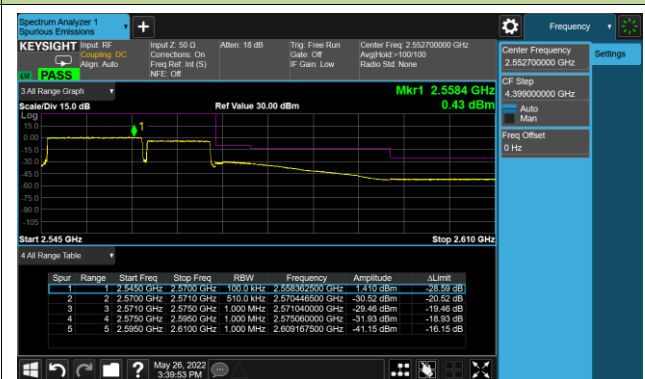 Spectrum Analyzer 1
Spurious Emissions
Frequency
KEYSIGHT
Input: RF
Coupling: DC
Align: Auto
Input Z: 50 Ω
Corrections: On
Freq Ref: Int (S)
NFE: Off
Atten: 18 dB
Trig: Free Run
Gate: Off
IF Gain: Low
Center Freq: 2.552700000 GHz
Avg|Hold:>100/100
Radio Std: None
PASS
Center Frequency
2.552700000 GHz
Settings
CF Step
4.399000000 GHz
Auto
Man
Freq Offset
0 Hz
3 All Range Graph
Mkr1 2.5584 GHz
Scale/Div 15.0 dB
Ref Value 30.00 dBm
0.43 dBm
Log
15.0
0.00
-15.0
-30.0
-45.0
-60.0
-75.0
-90.0
-105
1
Start 2.545 GHz
Stop 2.610 GHz
4 All Range Table
Spur Range Start Freq Stop Freq RBW Frequency Amplitude ΔLimit
1 1 2.5450 GHz 2.5700 GHz 100.0 kHz 2.558362500 GHz 1.410 dBm -28.59 dB
2 2 2.5700 GHz 2.5710 GHz 510.0 kHz 2.570446500 GHz -30.52 dBm -20.52 dB
3 3 2.5710 GHz 2.5750 GHz 1.000 MHz 2.571040000 GHz -29.46 dBm -19.46 dB
4 4 2.5750 GHz 2.5950 GHz 1.000 MHz 2.575060000 GHz -31.93 dBm -18.93 dB
5 5 2.5950 GHz 2.6100 GHz 1.000 MHz 2.609167500 GHz -41.15 dBm -16.15 dB
May 26, 2022
3:39:53 PM